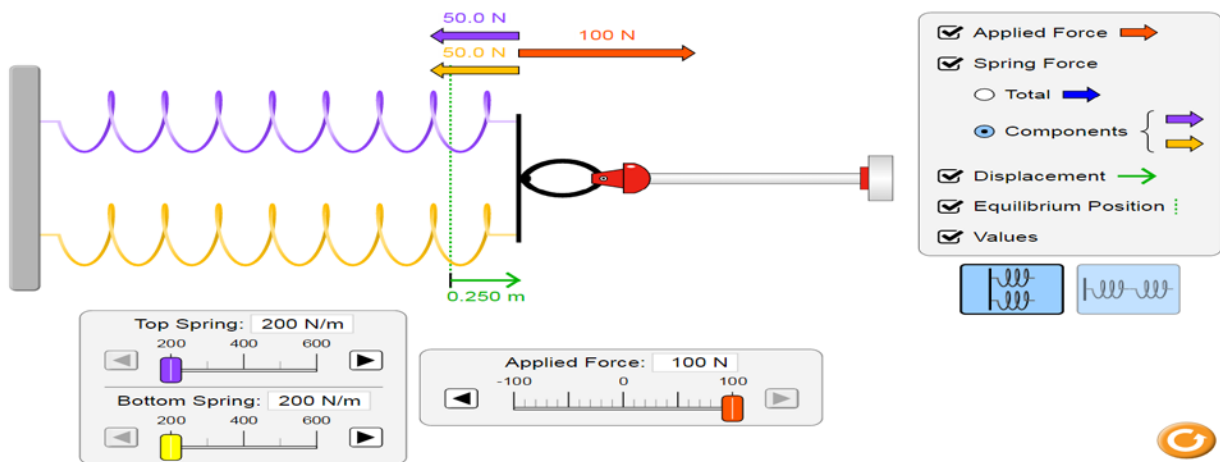 50.0 N
100 N
50.0 N
0.250 m
Applied Force
Spring Force
Total
Components
Displacement
Equilibrium Position
Values
Top Spring: 200 N/m
200 400 600
Bottom Spring: 200 N/m
200 400 600
Applied Force: 100 N
-100 0 100